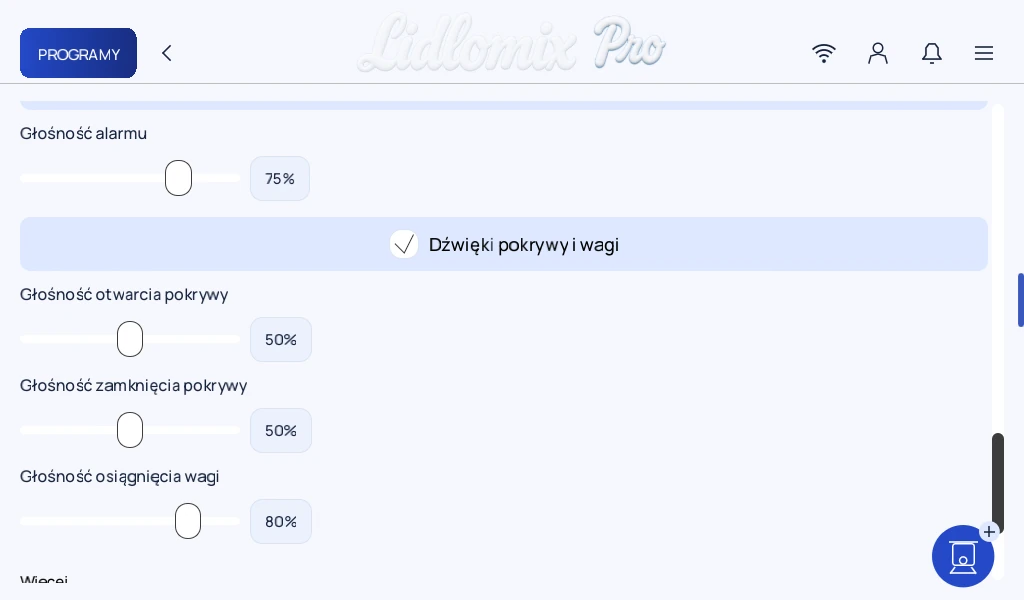 PROGRAMY
Lidlomix Pro
Głośność alarmu
75%
Dźwięki pokrywy i wagi
Głośność otwarcia pokrywy
50%
Głośność zamknięcia pokrywy
50%
Głośność osiągnięcia wagi
80%
Więcej